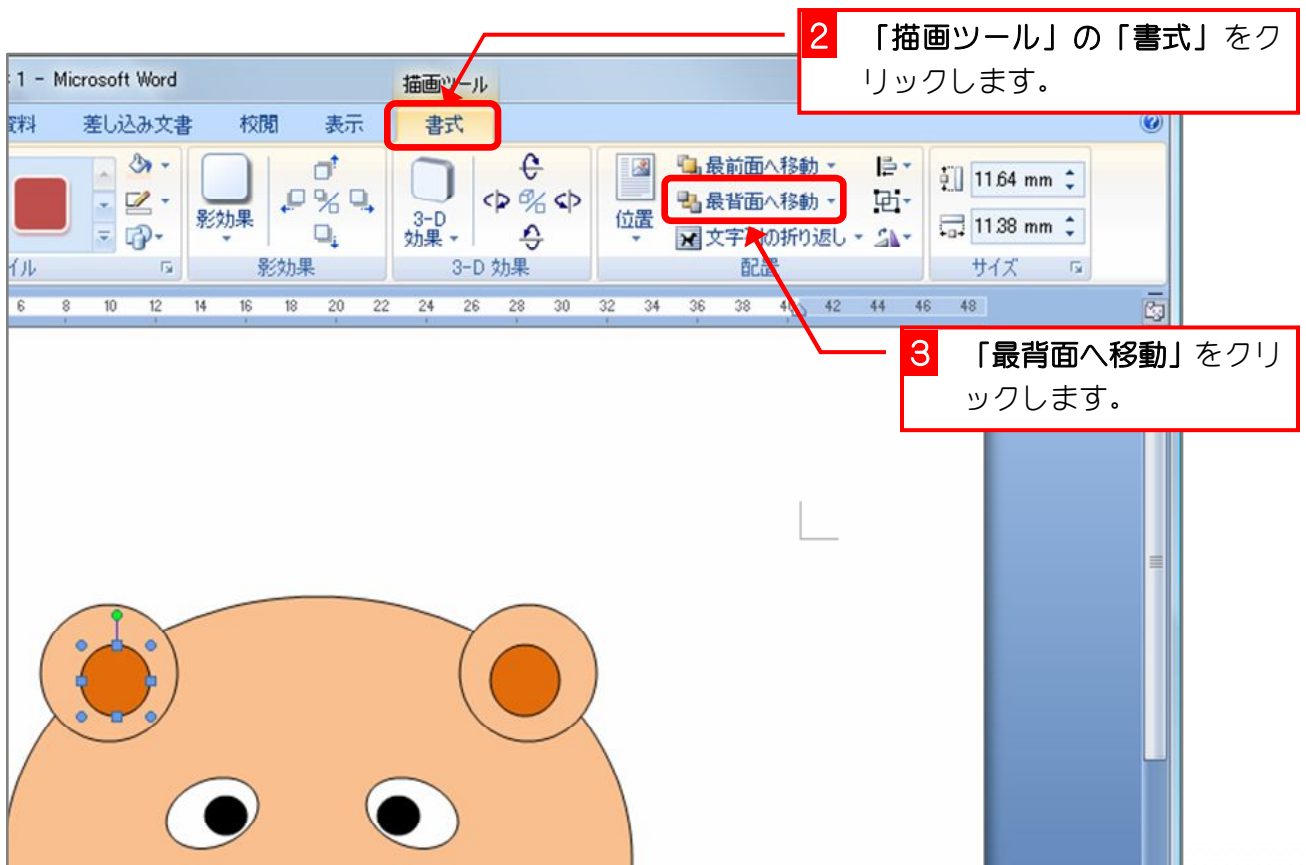 2 「描画ツール」の「書式」をク
リックします。
1 - Microsoft Word 描画ツール
資料 差し込み文書 校閲 表示 書式
最前面へ移動
11.64 mm
影効果 3-D 効果 位置 最背面へ移動
文字列の折り返し 11.38 mm
イル 影効果 3-D 効果 配置 サイズ
6 8 10 12 14 16 18 20 22 24 26 28 30 32 34 36 38 40 42 44 46 48
3 「最背面へ移動」をクリ
ックします。